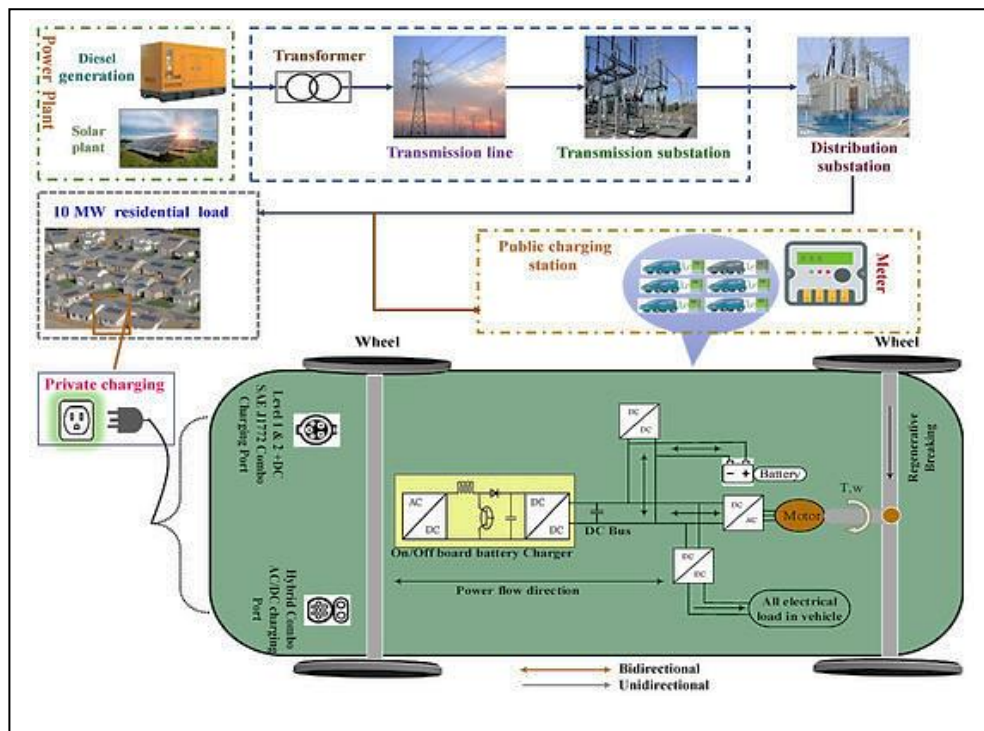 Power Plant
Diesel
generation
Solar
plant
Transformer
Transmission line
Transmission substation
Distribution
substation
10 MW residential load
Public charging
station
Meter
Private charging
Wheel
Wheel
Level 1 & 2 +DC
SAE J1772 Combo
Charging Port
Hybrid Combo
AC/DC charging
Port
AC
DC
DC
DC
On/Off board battery Charger
DC Bus
DC
DC
Battery
DC
AC
Motor
T,w
Regenerative
Breaking
DC
DC
Power flow direction
All electrical
load in vehicle
Bidirectional
Unidirectional